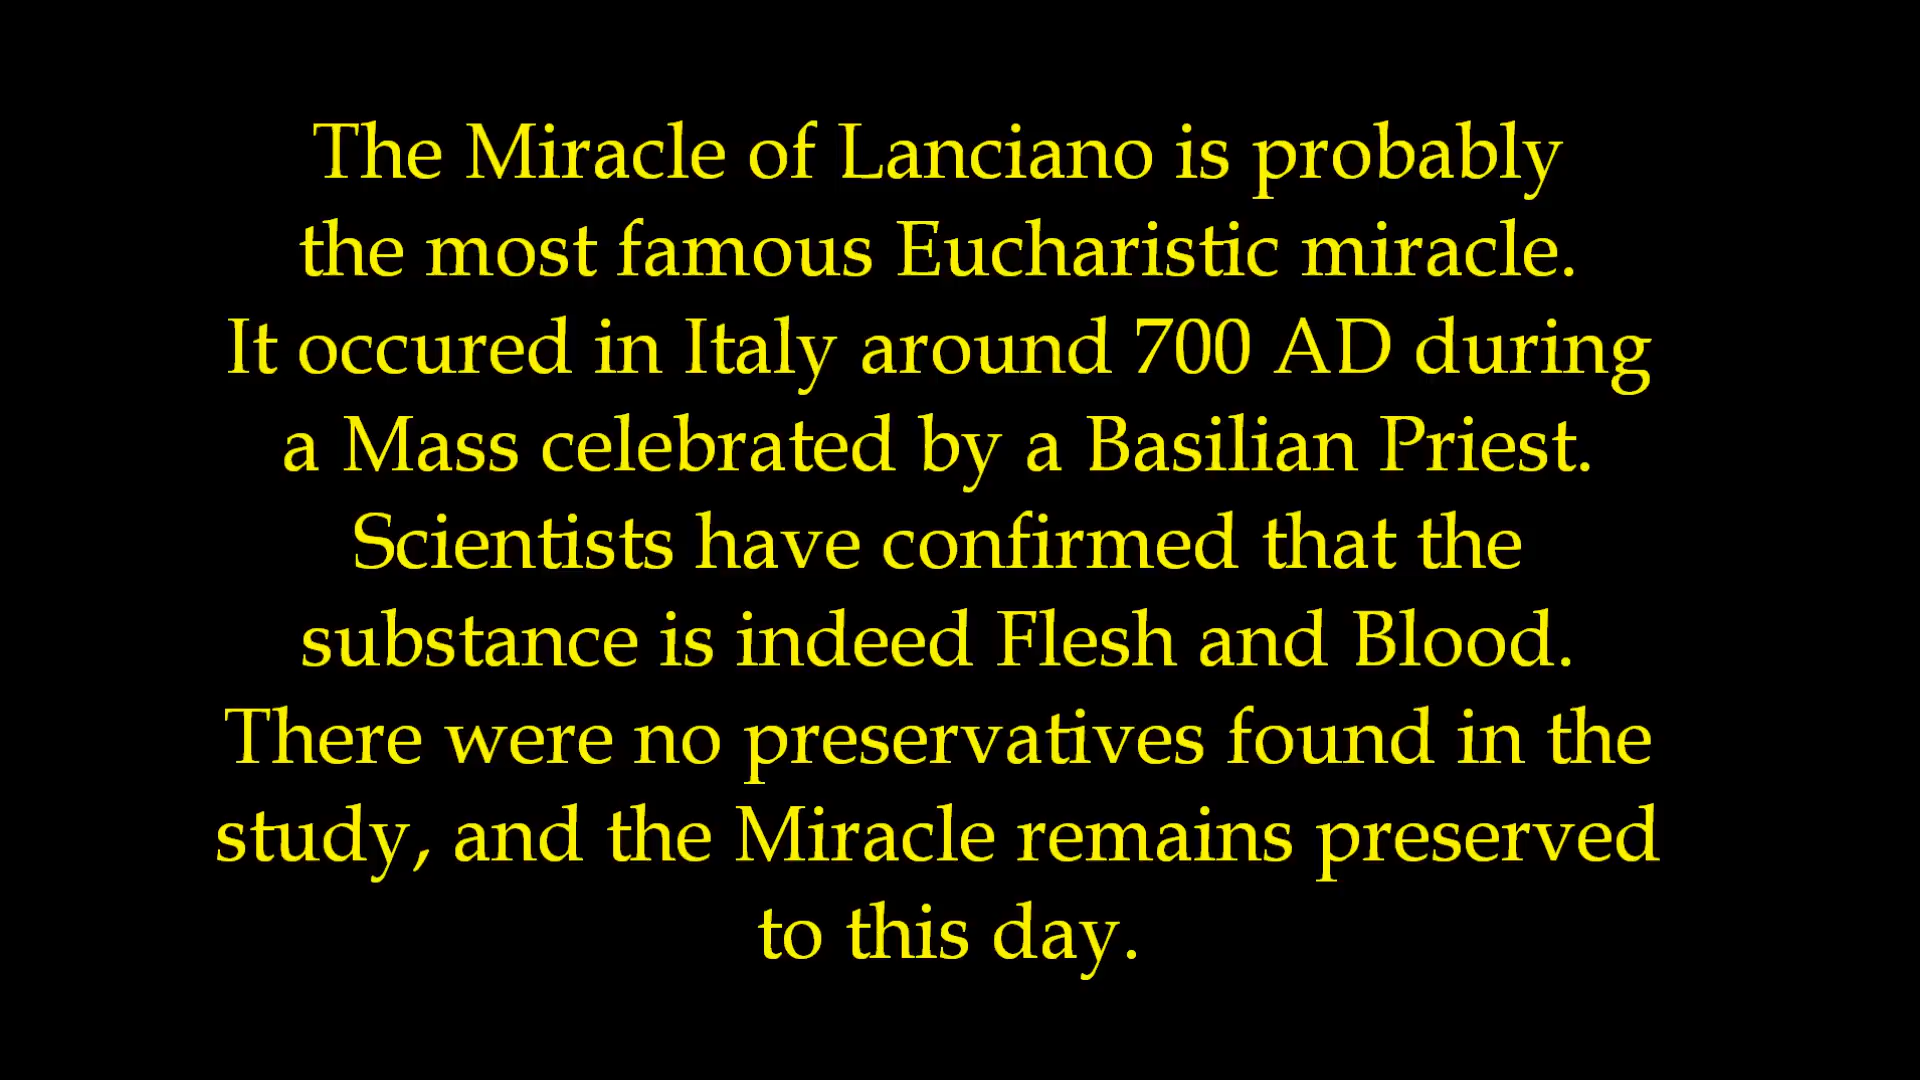 The Miracle of Lanciano is probably
the most famous Eucharistic miracle.
It occured in Italy around 700 AD during
a Mass celebrated by a Basilian Priest.
Scientists have confirmed that the
substance is indeed Flesh and Blood.
There were no preservatives found in the
study, and the Miracle remains preserved
to this day.